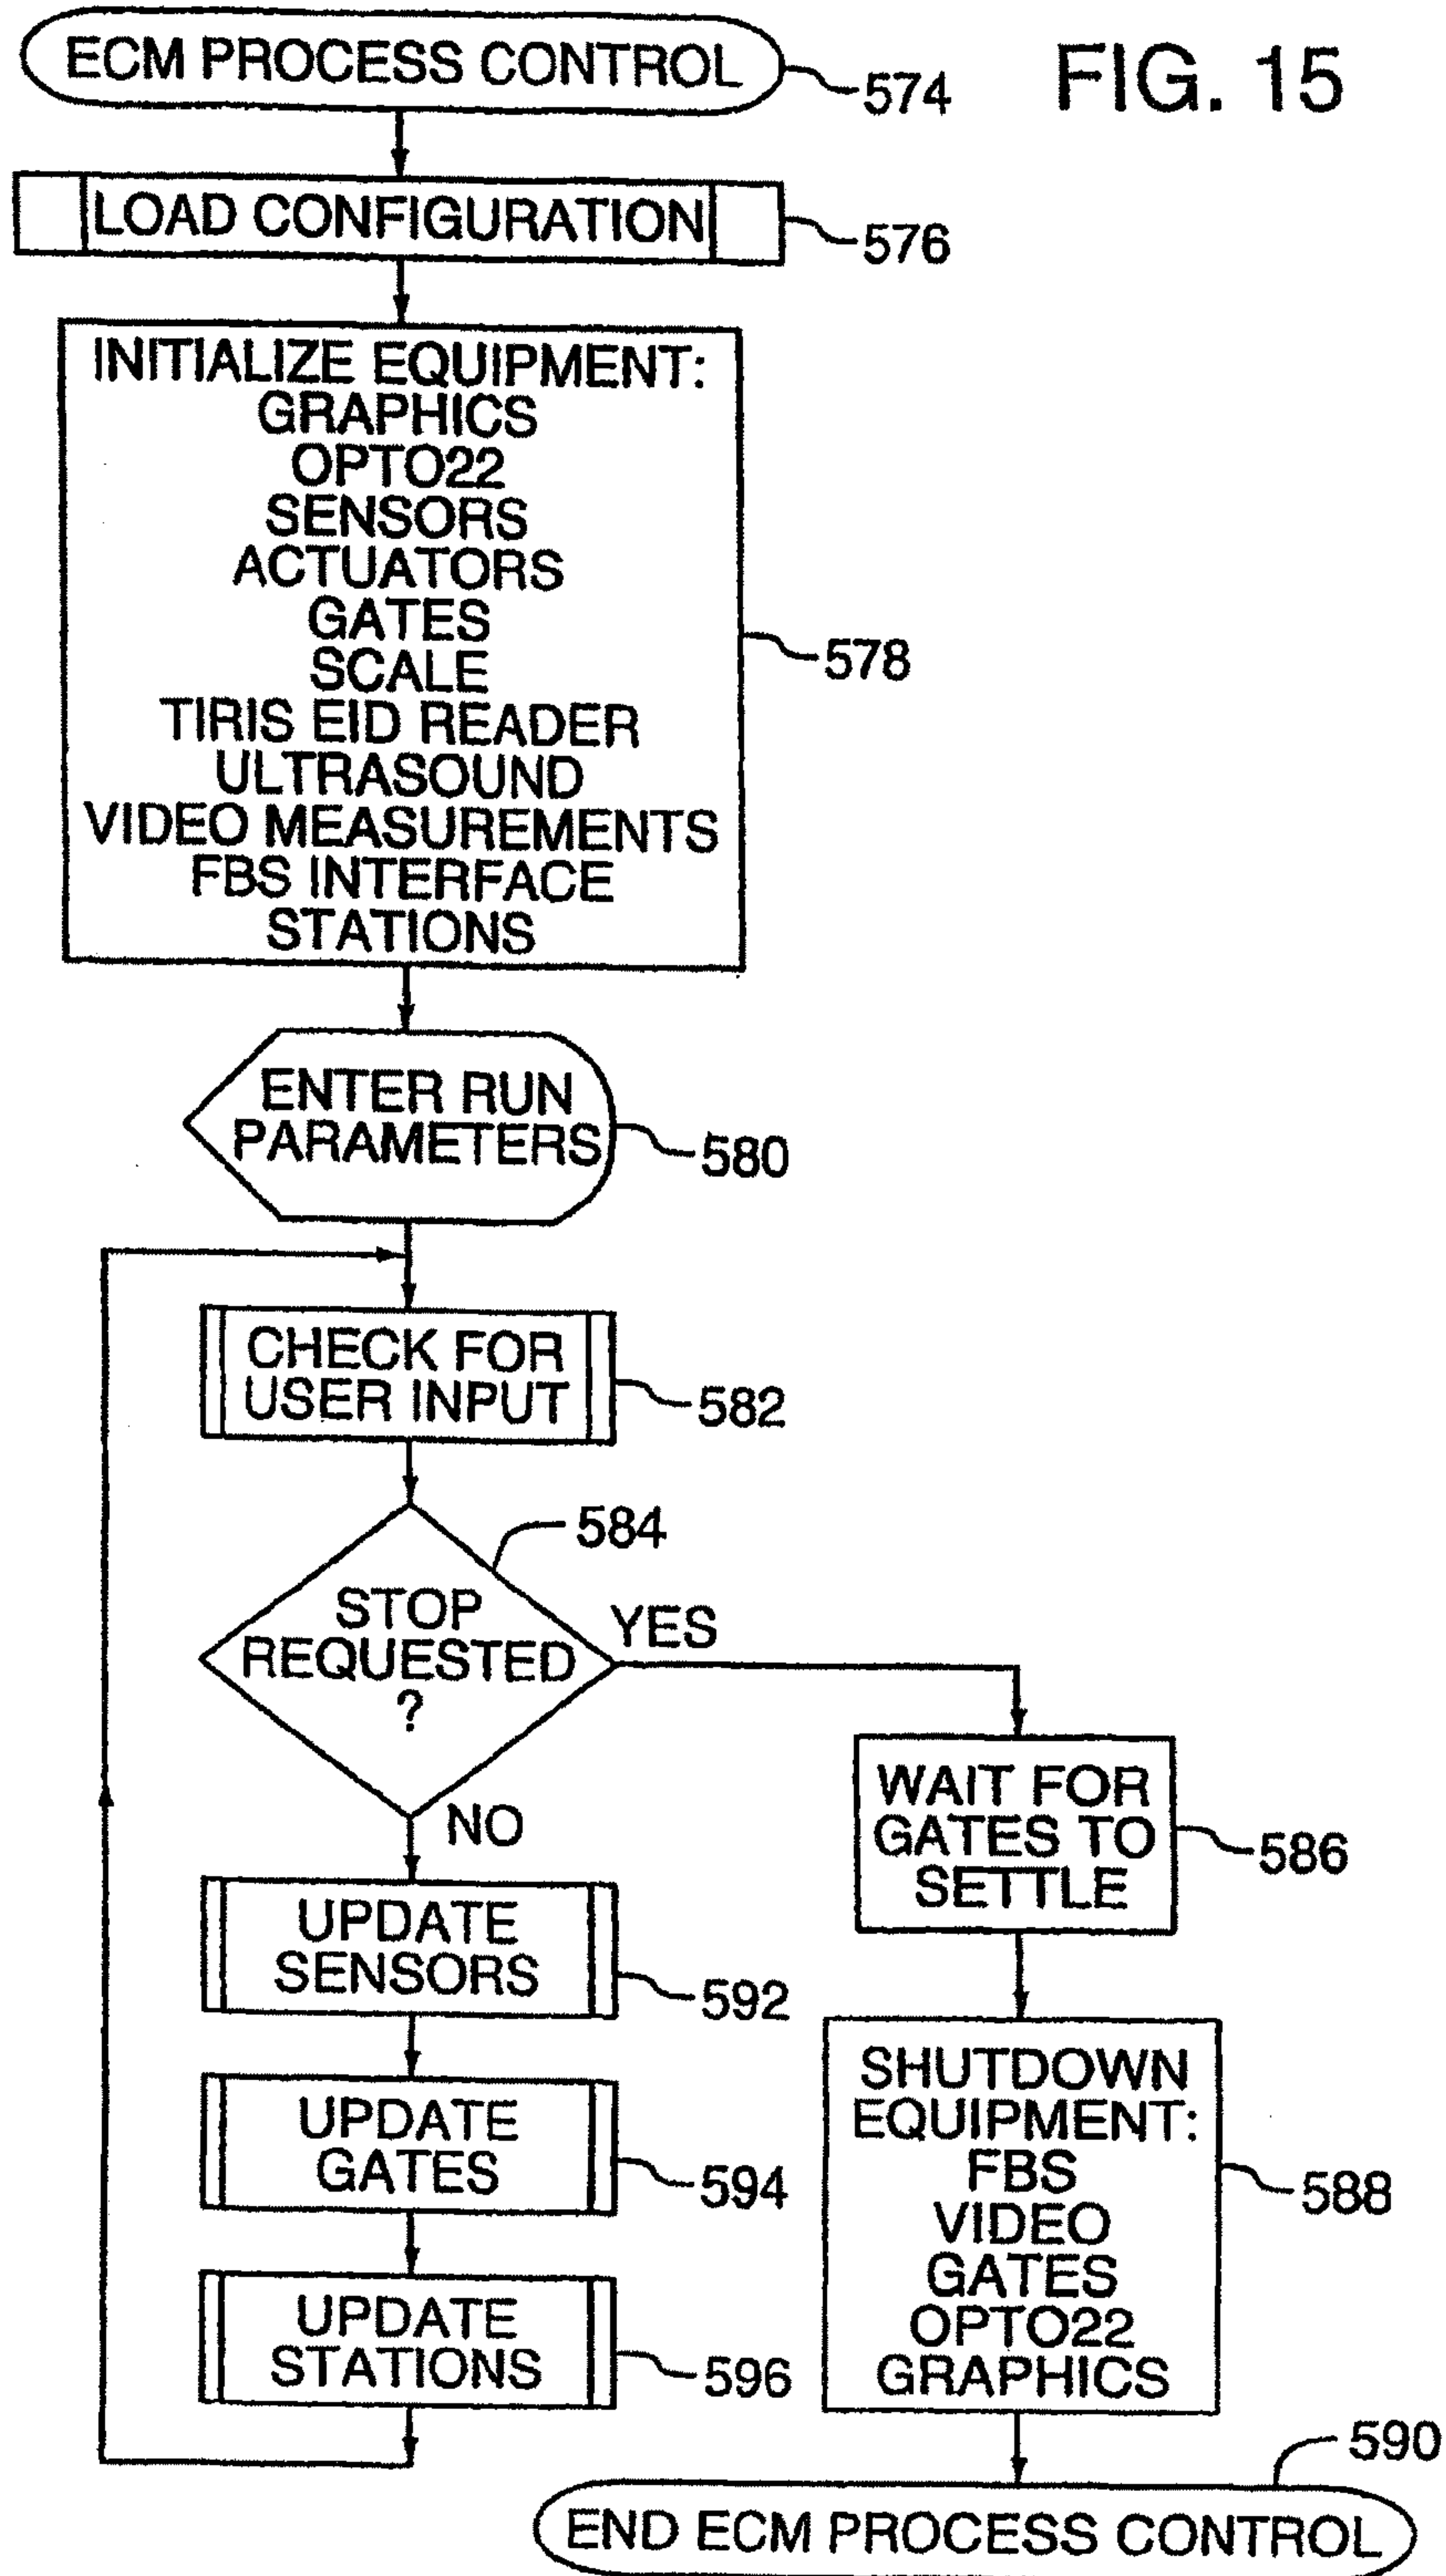 ECM PROCESS CONTROL
574
FIG. 15
LOAD CONFIGURATION
576
INITIALIZE EQUIPMENT:
GRAPHICS
OPTO22
SENSORS
ACTUATORS
GATES
SCALE
TIRIS EID READER
ULTRASOUND
VIDEO MEASUREMENTS
FBS INTERFACE
STATIONS
578
ENTER RUN
PARAMETERS
580
CHECK FOR
USER INPUT
582
584
STOP
REQUESTED
?
YES
NO
WAIT FOR
GATES TO
SETTLE
586
UPDATE
SENSORS
592
UPDATE
GATES
594
UPDATE
STATIONS
596
SHUTDOWN
EQUIPMENT:
FBS
VIDEO
GATES
OPTO22
GRAPHICS
588
590
END ECM PROCESS CONTROL